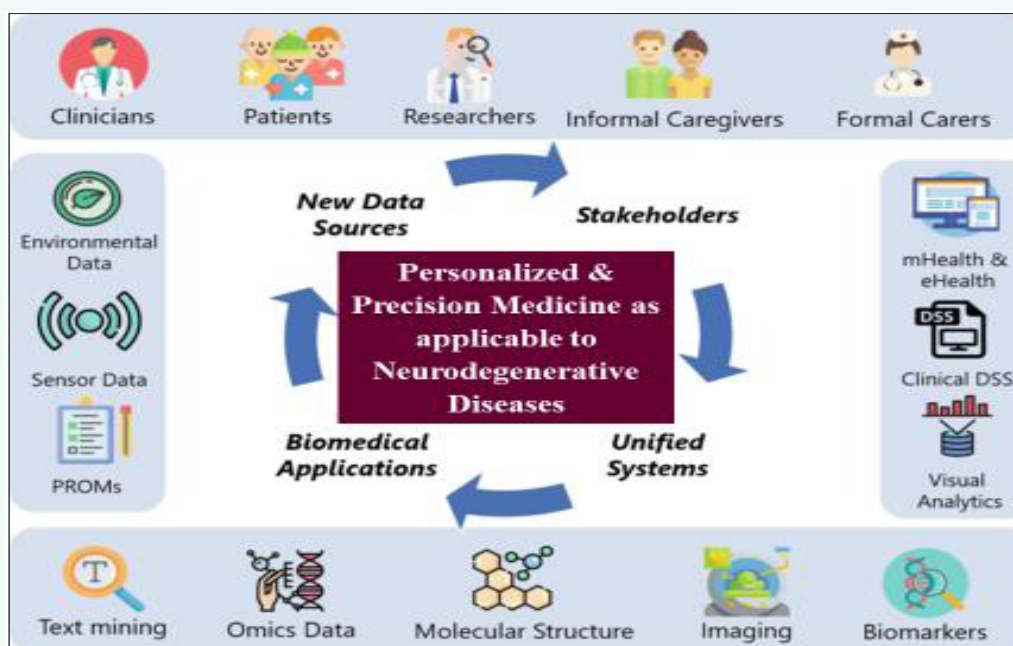 Clinicians
Patients
Researchers
Informal Caregivers
Formal Carers
New Data
Sources
Stakeholders
Environmental
Data
Sensor Data
PROMs
Personalized &
Precision Medicine as
applicable to
Neurodegenerative
Diseases
mHealth &
eHealth
DSS
Clinical DSS
Visual
Analytics
Biomedical
Applications
Unified
Systems
T
Text mining
Omics Data
Molecular Structure
Imaging
Biomarkers